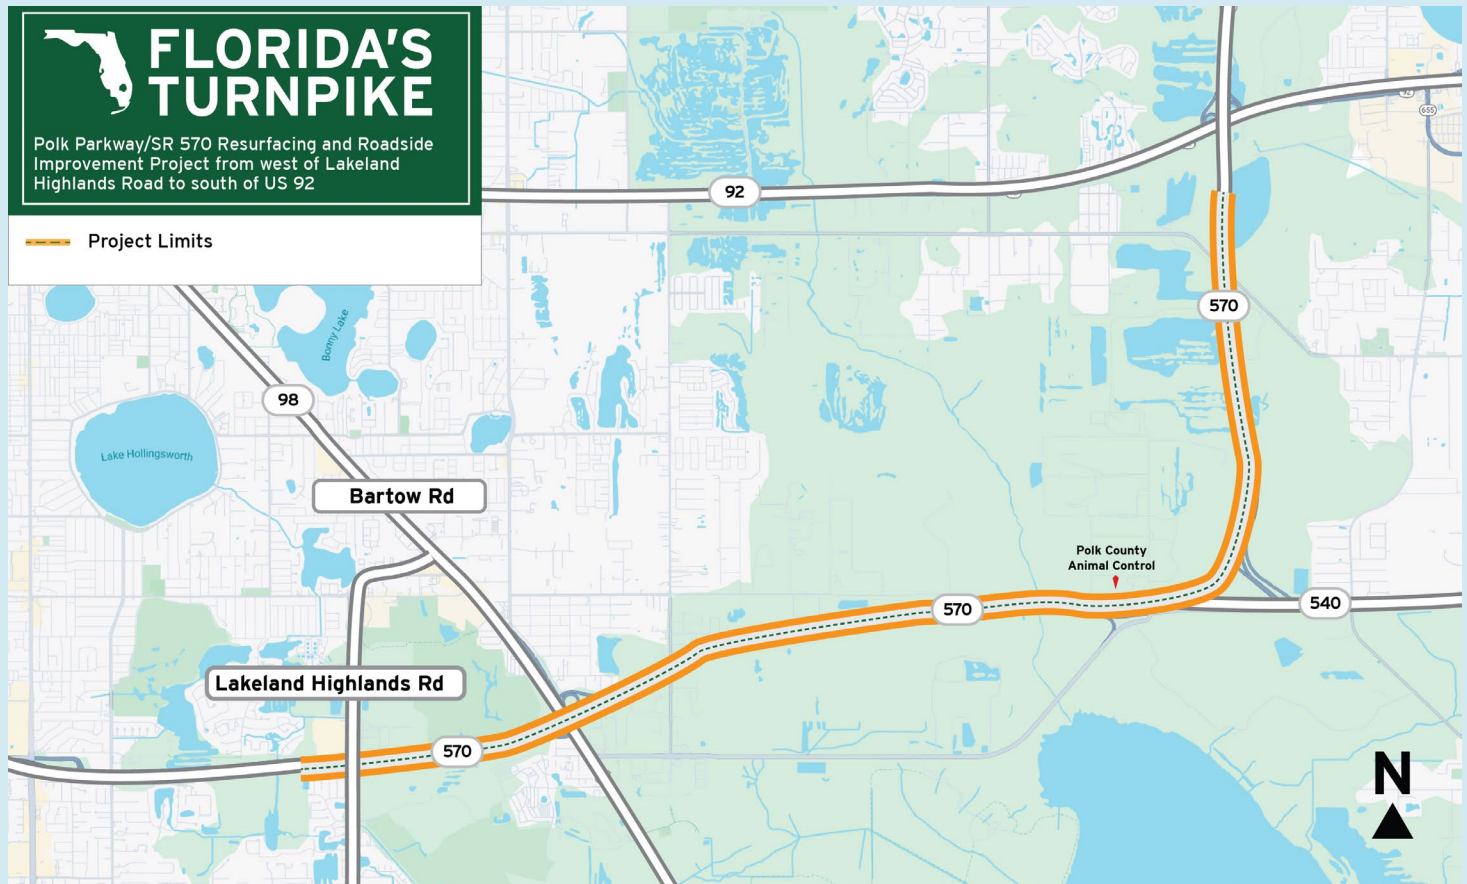 FLORIDA'S
TURNPIKE
Polk Parkway/SR 570 Resurfacing and Roadside
Improvement Project from west of Lakeland
Highlands Road to south of US 92
Project Limits
92
655
92
570
Bonny Lake
98
Lake Hollingsworth
Bartow Rd
Polk County
Animal Control
570
540
Lakeland Highlands Rd
570
N